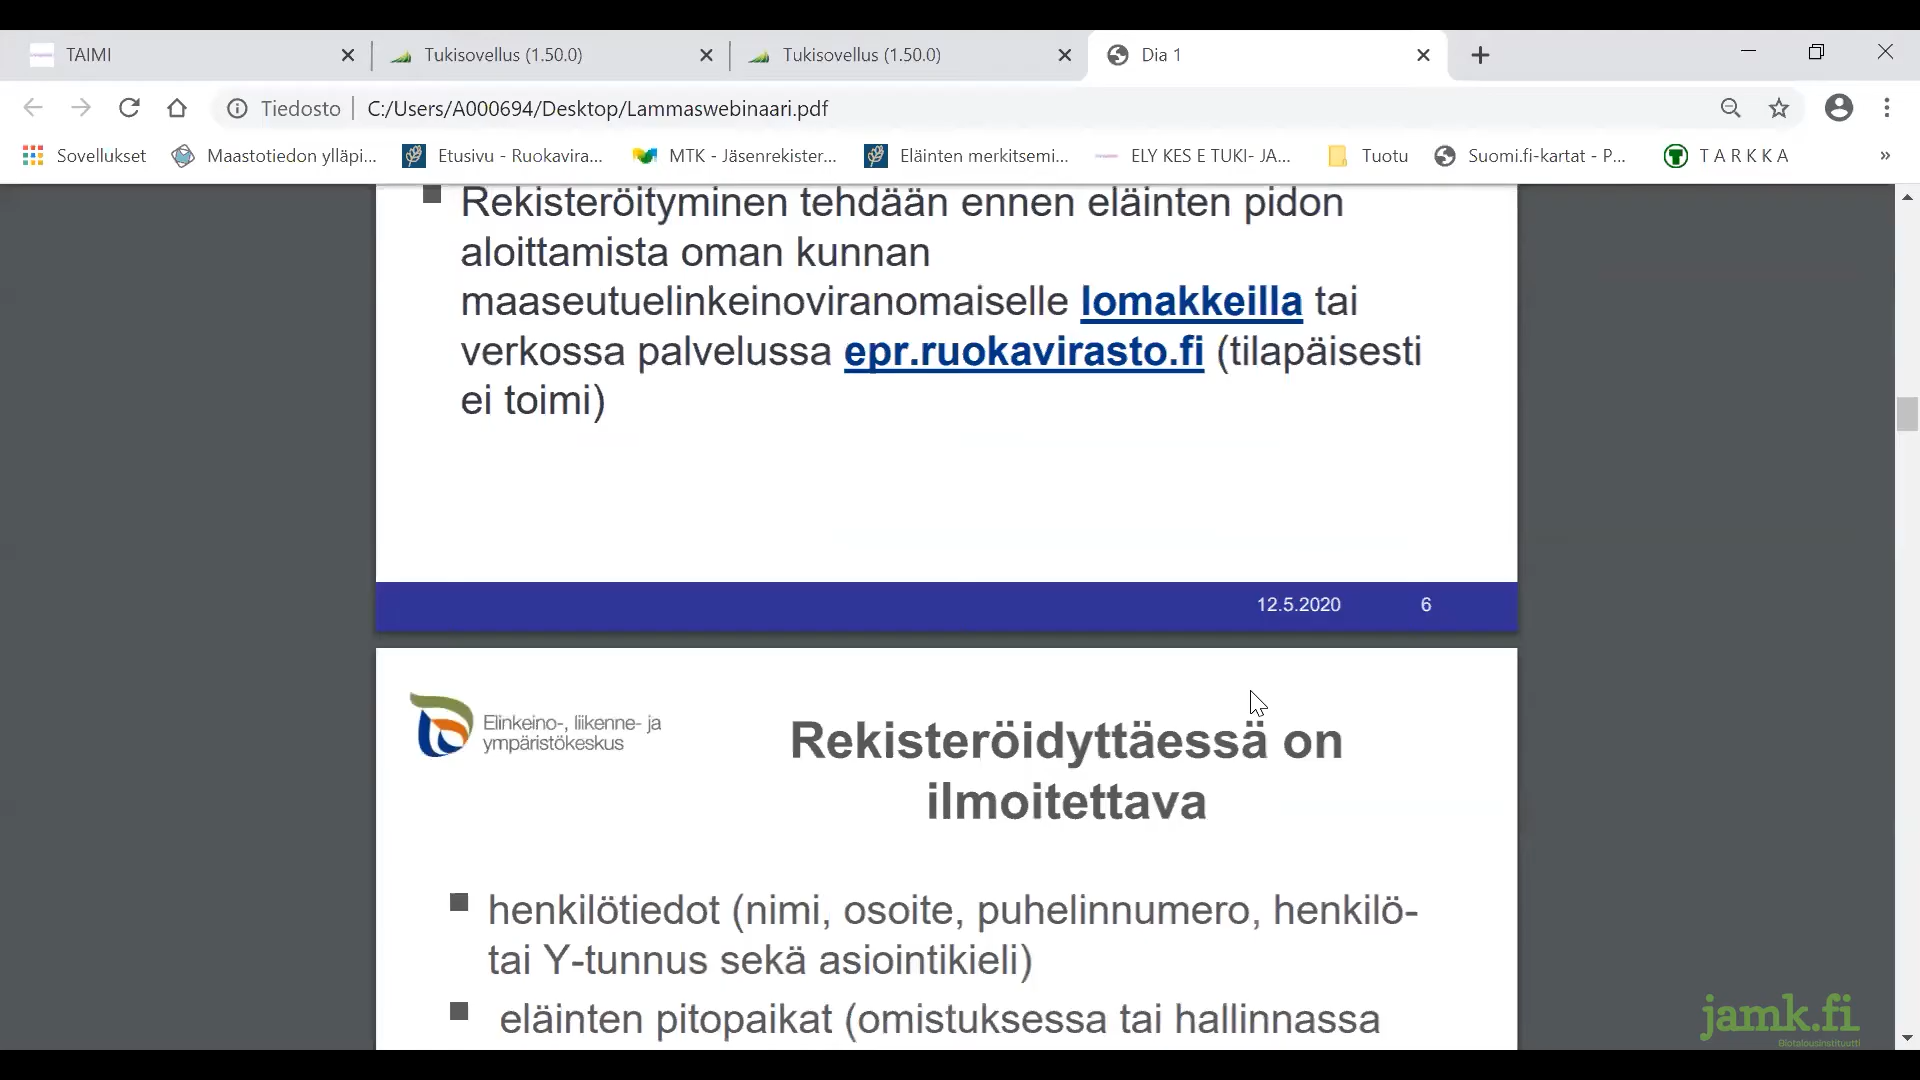 TAIMI
Tukisovellus (1.50.0)
Tukisovellus (1.50.0)
Dia 1
Tiedosto
C:/Users/A000694/Desktop/Lammaswebinaari.pdf
Sovellukset
Maastotiedon ylläpi...
Etusivu - Ruokavira...
MTK - Jäsenrekister...
Eläinten merkitsemi...
ELY KES E TUKI- JA...
Tuotu
Suomi.fi-kartat - P...
T A R K K A
»
Rekisteröityminen tehdään ennen eläinten pidon
aloittamista oman kunnan
maaseutuelinkeinoviranomaiselle lomakkeilla tai
verkossa palvelussa epr.ruokavirasto.fi (tilapäisesti
ei toimi)
12.5.2020 6
Elinkeino-, liikenne- ja
ympäristökeskus
Rekisteröidyttäessä on
ilmoitettava
henkilötiedot (nimi, osoite, puhelinnumero, henkilö-
tai Y-tunnus sekä asiointikieli)
eläinten pitopaikat (omistuksessa tai hallinnassa
jamk.fi
Biotalousinstituutti